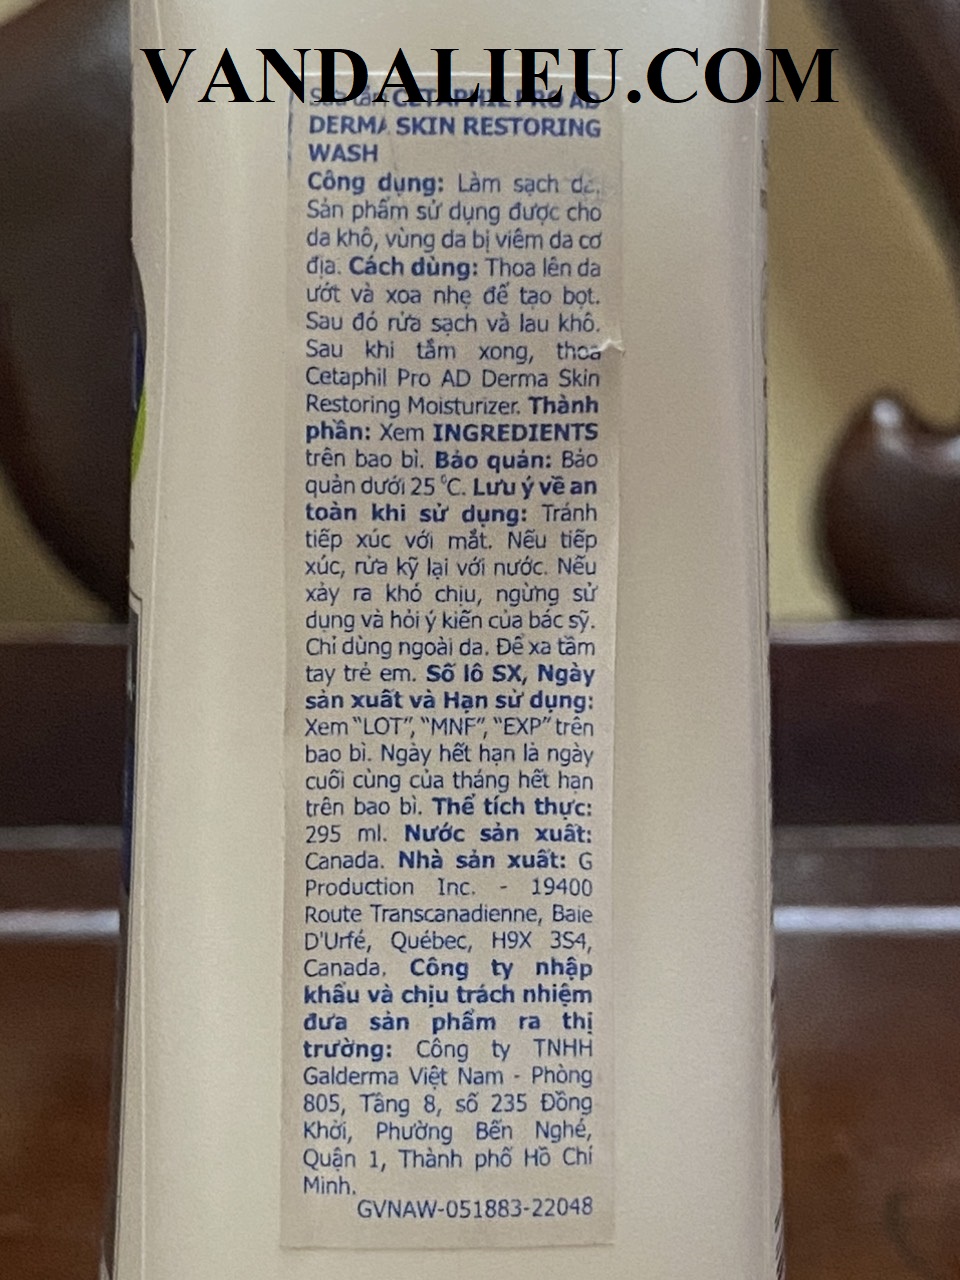 VANDALIEU.COM
Sữa tắm CETAPHIL PRO AD
DERMA SKIN RESTORING
WASH
Công dụng: Làm sạch da.
Sản phẩm sử dụng được cho
da khô, vùng da bị viêm da cơ
địa. Cách dùng: Thoa lên da
ướt và xoa nhẹ để tạo bọt.
Sau đó rửa sạch và lau khô.
Sau khi tắm xong, thoa
Cetaphil Pro AD Derma Skin
Restoring Moisturizer. Thành
phần: Xem INGREDIENTS
trên bao bì. Bảo quản: Bảo
quản dưới 25 ⁰C. Lưu ý về an
toàn khi sử dụng: Tránh
tiếp xúc với mắt. Nếu tiếp
xúc, rửa kỹ lại với nước. Nếu
xảy ra khó chịu, ngừng sử
dụng và hỏi ý kiến của bác sỹ.
Chỉ dùng ngoài da. Để xa tầm
tay trẻ em. Số lô SX, Ngày
sản xuất và Hạn sử dụng:
Xem "LOT", "MNF", "EXP" trên
bao bì. Ngày hết hạn là ngày
cuối cùng của tháng hết hạn
trên bao bì. Thể tích thực:
295 ml. Nước sản xuất:
Canada. Nhà sản xuất: G
Production Inc. - 19400
Route Transcanadienne, Baie
D'Urfé, Québec, H9X 3S4,
Canada. Công ty nhập
khẩu và chịu trách nhiệm
đưa sản phẩm ra thị
trường: Công ty TNHH
Galderma Việt Nam - Phòng
805, Tầng 8, số 235 Đồng
Khởi, Phường Bến Nghé,
Quận 1, Thành phố Hồ Chí
Minh.
GVNAW-051883-22048